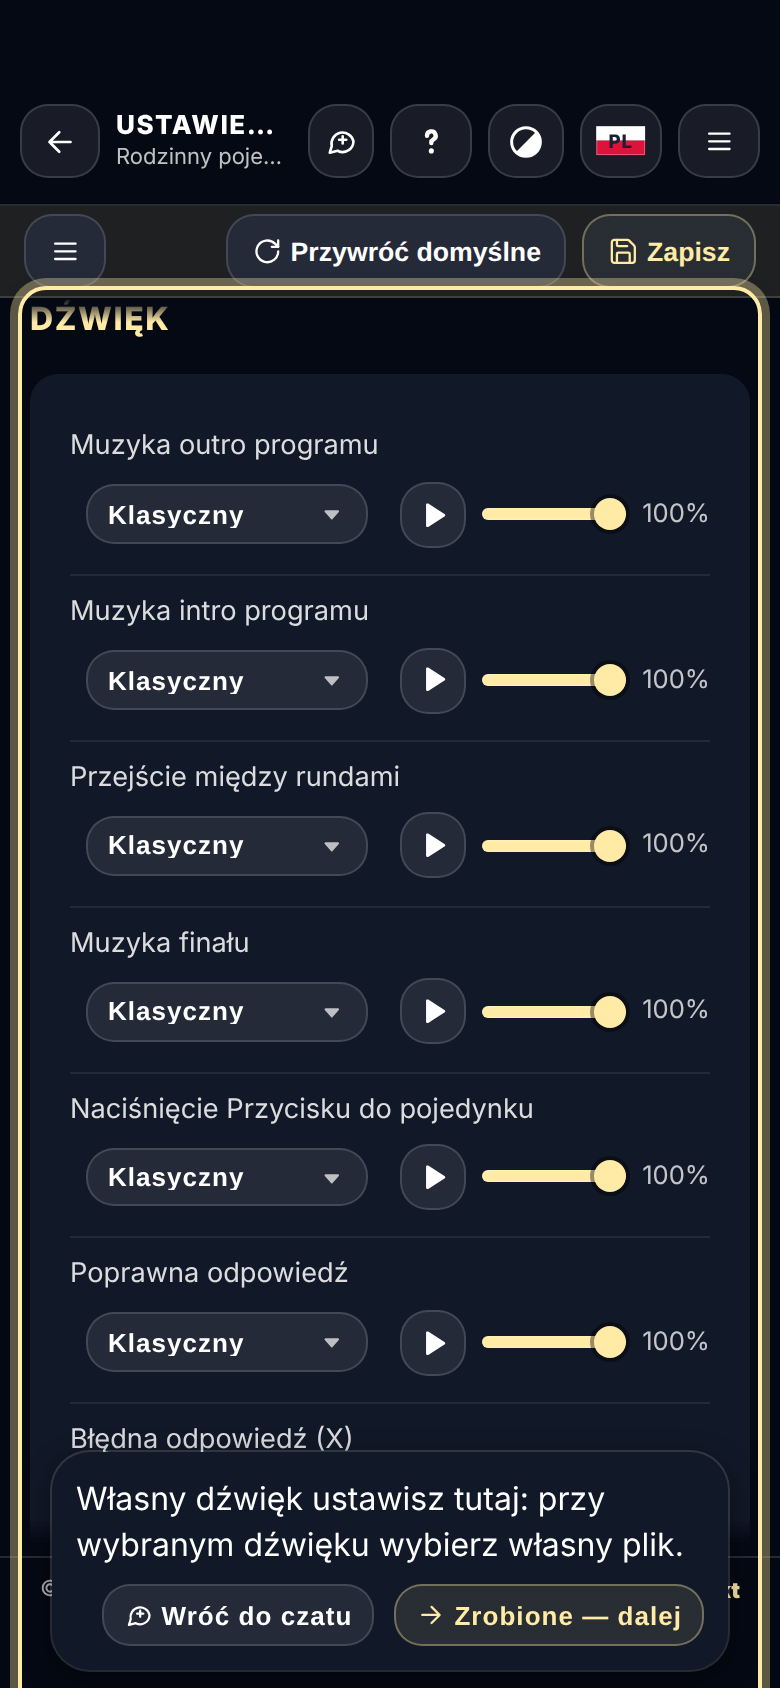 USTAWIE...
Rodzinny poje...
?
PL
Przywróć domyślne
Zapisz
DŹWIĘK
Muzyka outro programu
Klasyczny
100%
Muzyka intro programu
Klasyczny
100%
Przejście między rundami
Klasyczny
100%
Muzyka finału
Klasyczny
100%
Naciśnięcie Przycisku do pojedynku
Klasyczny
100%
Poprawna odpowiedź
Klasyczny
100%
Błędna odpowiedź (X)
Własny dźwięk ustawisz tutaj: przy
wybranym dźwięku wybierz własny plik.
©
Wróć do czatu
Zrobione — dalej